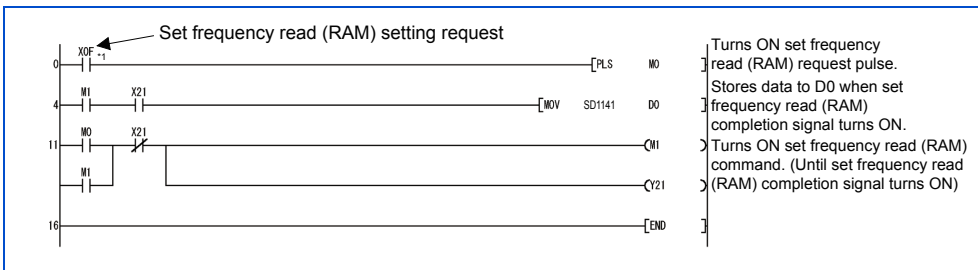 Set frequency read (RAM) setting request
X0F *1
0 [PLS M0 ]
Turns ON set frequency
read (RAM) request pulse.
M1 X21
4 [MOV SD1141 D0 ]
Stores data to D0 when set
frequency read (RAM)
completion signal turns ON.
M0 X21
11 (M1 )
Turns ON set frequency read (RAM)
command. (Until set frequency read
(RAM) completion signal turns ON)
M1
(Y21 )
16 [END ]